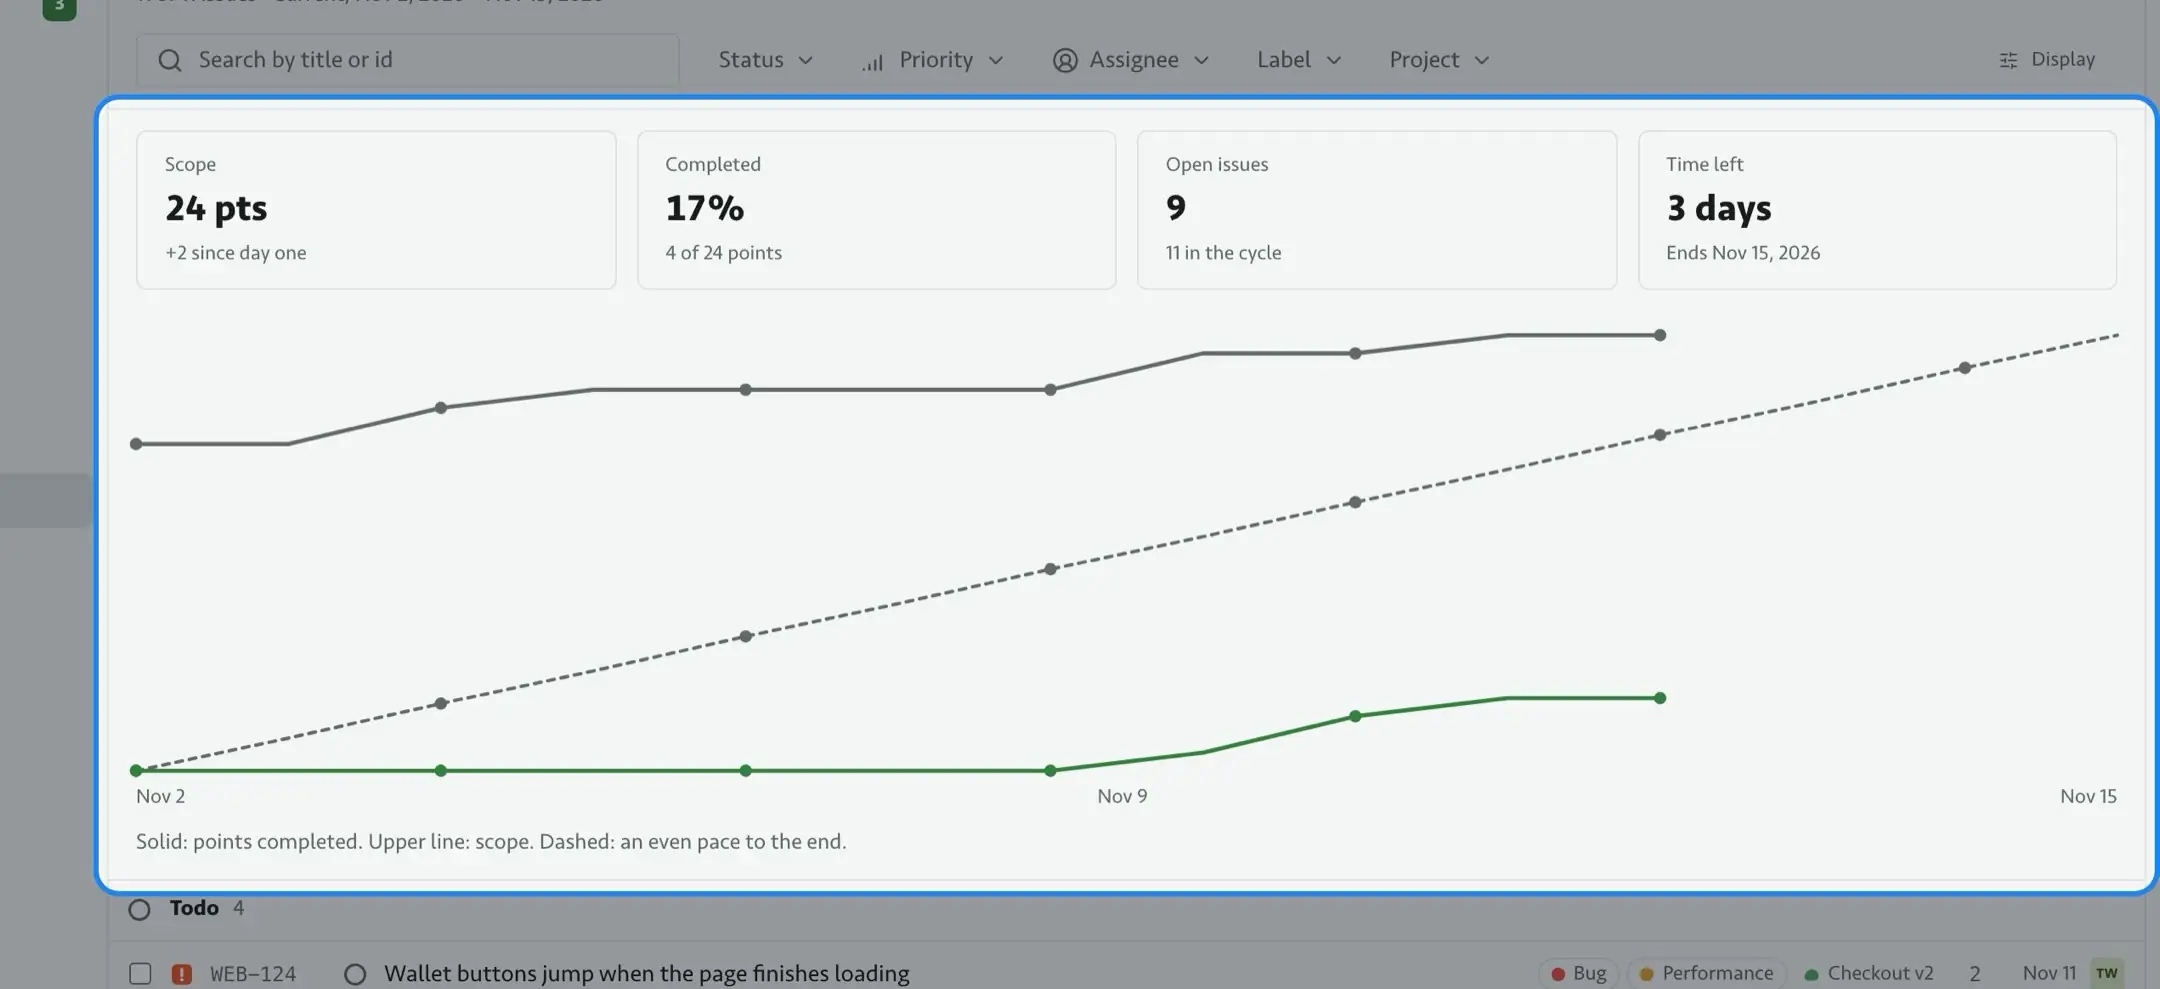 3
Search by title or id
Status
Priority
Assignee
Label
Project
Display
Scope
24 pts
+2 since day one
Completed
17%
4 of 24 points
Open issues
9
11 in the cycle
Time left
3 days
Ends Nov 15, 2026
Nov 2
Nov 9
Nov 15
Solid: points completed. Upper line: scope. Dashed: an even pace to the end.
Todo 4
WEB-124 Wallet buttons jump when the page finishes loading Bug Performance Checkout v2 2 Nov 11 TW